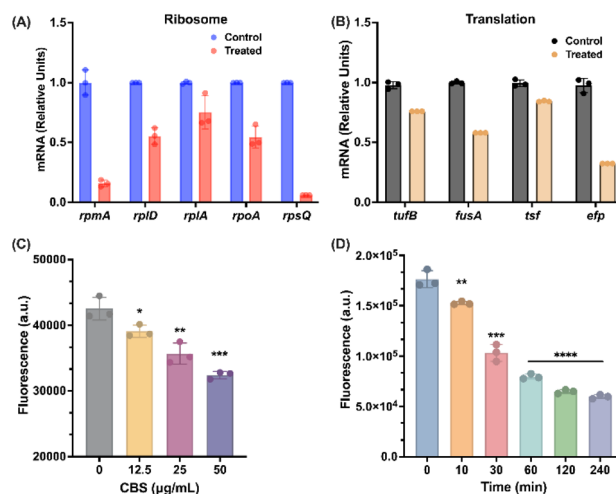 (A)
Ribosome
Control
Treated
mRNA (Relative Units)
1.5
1.0
0.5
0.0
rpmA
rplD
rplA
rpoA
rpsQ
(B)
Translation
Control
Treated
mRNA (Relative Units)
1.5
1.0
0.5
0.0
tufB
fusA
tsf
efp
(C)
Fluorescence (a.u.)
50000
40000
30000
20000
*
**
***
0
12.5
25
50
CBS (μg/mL)
(D)
Fluorescence (a.u.)
2.0×10⁵
1.5×10⁵
1.0×10⁵
5.0×10⁴
0
**
***
****
0
10
30
60
120
240
Time (min)